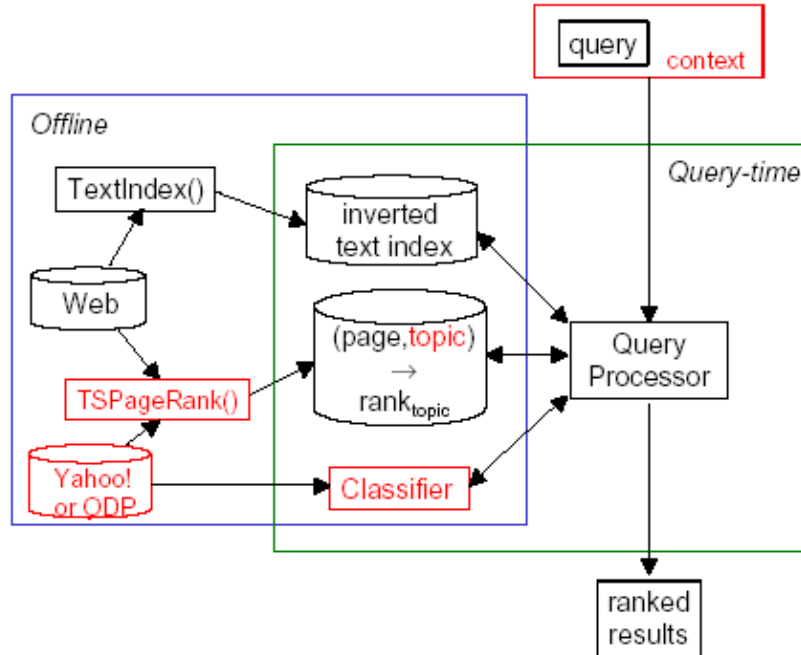 query
context
Offline
Query-time
TextIndex()
inverted
text index
Web
(page,topic)
→
rank_topic
Query
Processor
TSPageRank()
Yahoo!
or ODP
Classifier
ranked
results